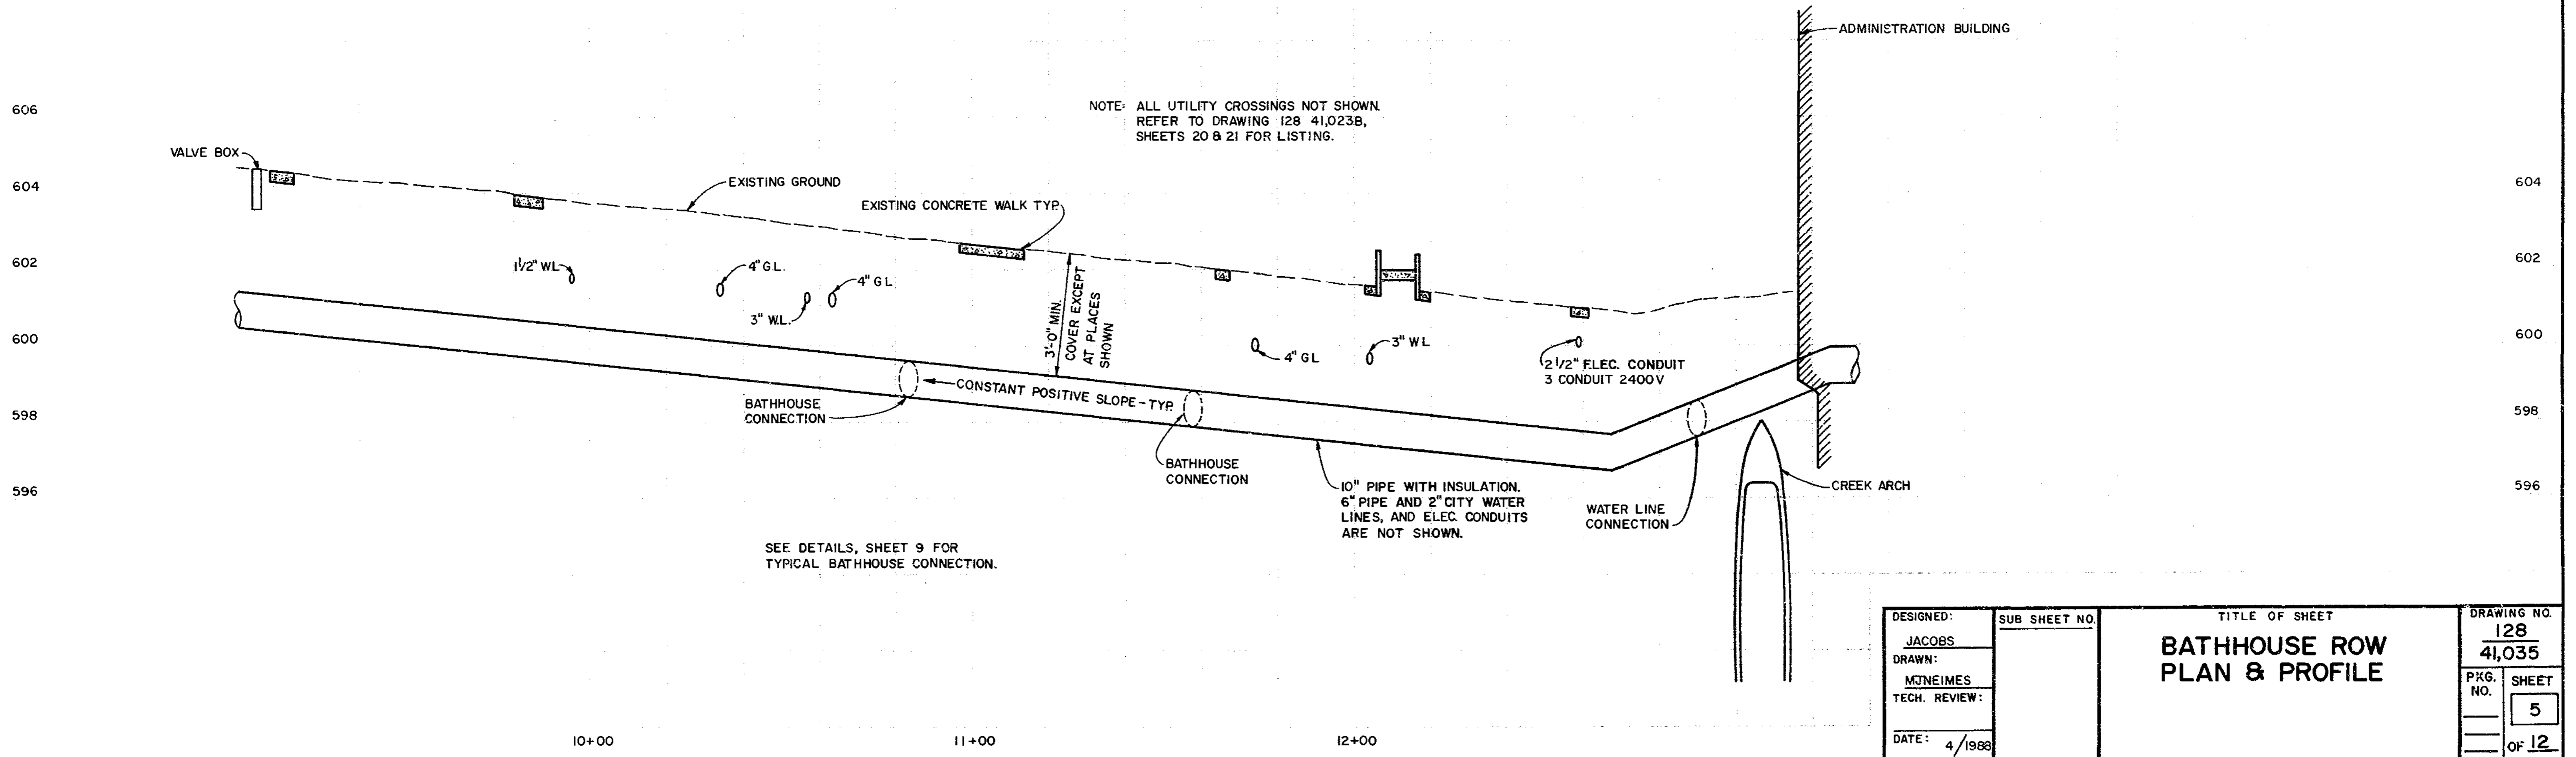 ADMINISTRATION BUILDING
606
NOTE: ALL UTILITY CROSSINGS NOT SHOWN.
REFER TO DRAWING 128 41,023B,
SHEETS 20 & 21 FOR LISTING.
VALVE BOX
604
EXISTING GROUND
604
EXISTING CONCRETE WALK TYP.
602
1 1/2" WL
4" G.L.
4" GL
3" W.L.
602
3'-0" MIN.
COVER EXCEPT
AT PLACES
SHOWN
600
4" GL
3" WL
2 1/2" ELEC. CONDUIT
3 CONDUIT 2400V
600
CONSTANT POSITIVE SLOPE-TYP.
598
BATHHOUSE
CONNECTION
598
BATHHOUSE
CONNECTION
596
10" PIPE WITH INSULATION.
6" PIPE AND 2" CITY WATER
LINES, AND ELEC. CONDUITS
ARE NOT SHOWN.
WATER LINE
CONNECTION
CREEK ARCH
596
SEE DETAILS, SHEET 9 FOR
TYPICAL BATHHOUSE CONNECTION.
10+00
11+00
12+00
DESIGNED:
JACOBS
DRAWN:
MJNEIMES
TECH. REVIEW:
DATE: 4/1988
SUB SHEET NO.
TITLE OF SHEET
BATHHOUSE ROW
PLAN & PROFILE
DRAWING NO.
128
41,035
PKG.
NO.
SHEET
5
OF 12